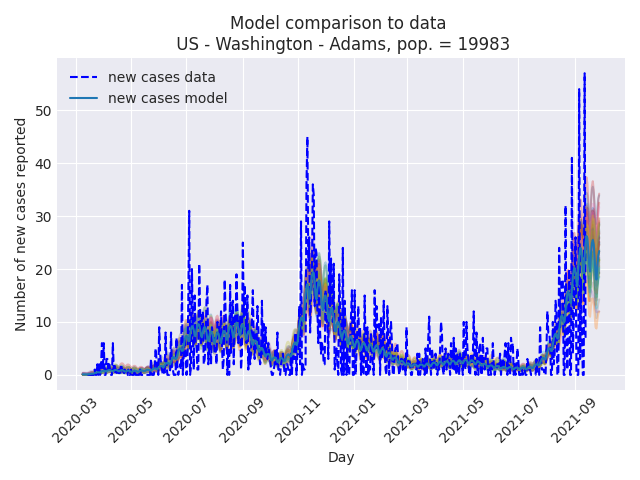 Model comparison to data
US - Washington - Adams, pop. = 19983
new cases data
new cases model
Number of new cases reported
50
40
30
20
10
0
2020-03
2020-05
2020-07
2020-09
2020-11
2021-01
2021-03
2021-05
2021-07
2021-09
Day